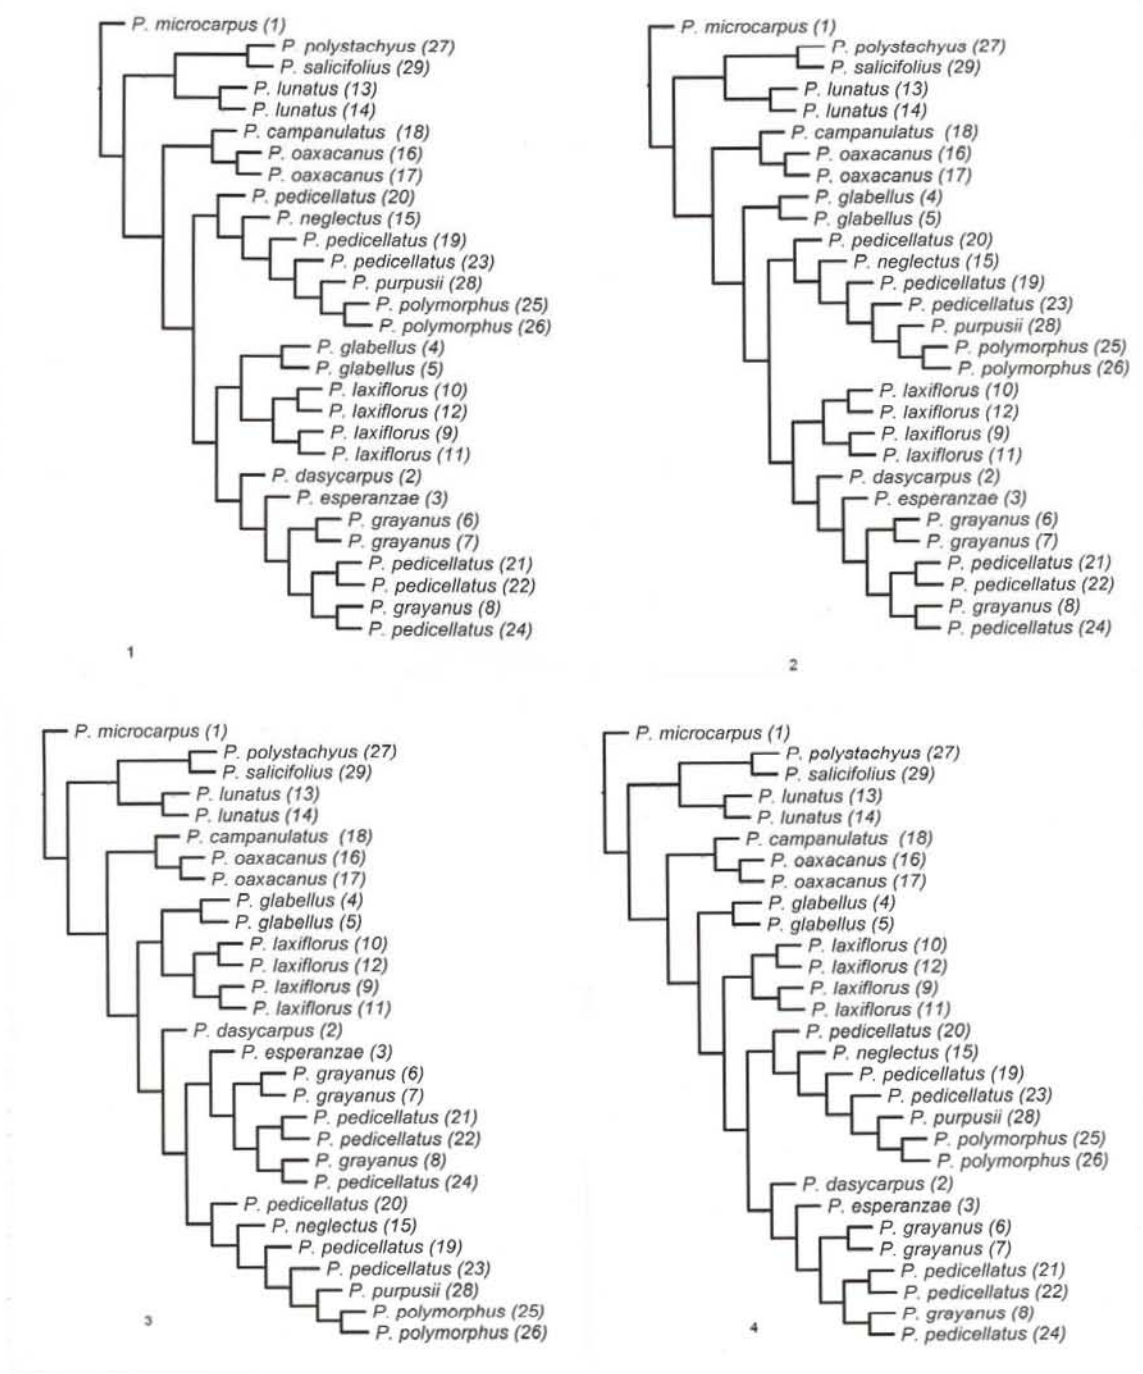 P. microcarpus (1)
P. polystachyus (27)
P. salicifolius (29)
P. lunatus (13)
P. lunatus (14)
P. campanulatus (18)
P. oaxacanus (16)
P. oaxacanus (17)
P. pedicellatus (20)
P. neglectus (15)
P. pedicellatus (19)
P. pedicellatus (23)
P. purpusii (28)
P. polymorphus (25)
P. polymorphus (26)
P. glabellus (4)
P. glabellus (5)
P. laxiflorus (10)
P. laxiflorus (12)
P. laxiflorus (9)
P. laxiflorus (11)
P. dasycarpus (2)
P. esperanzae (3)
P. grayanus (6)
P. grayanus (7)
P. pedicellatus (21)
P. pedicellatus (22)
P. grayanus (8)
P. pedicellatus (24)
1
P. microcarpus (1)
P. polystachyus (27)
P. salicifolius (29)
P. lunatus (13)
P. lunatus (14)
P. campanulatus (18)
P. oaxacanus (16)
P. oaxacanus (17)
P. glabellus (4)
P. glabellus (5)
P. pedicellatus (20)
P. neglectus (15)
P. pedicellatus (19)
P. pedicellatus (23)
P. purpusii (28)
P. polymorphus (25)
P. polymorphus (26)
P. laxiflorus (10)
P. laxiflorus (12)
P. laxiflorus (9)
P. laxiflorus (11)
P. dasycarpus (2)
P. esperanzae (3)
P. grayanus (6)
P. grayanus (7)
P. pedicellatus (21)
P. pedicellatus (22)
P. grayanus (8)
P. pedicellatus (24)
2
P. microcarpus (1)
P. polystachyus (27)
P. salicifolius (29)
P. lunatus (13)
P. lunatus (14)
P. campanulatus (18)
P. oaxacanus (16)
P. oaxacanus (17)
P. glabellus (4)
P. glabellus (5)
P. laxiflorus (10)
P. laxiflorus (12)
P. laxiflorus (9)
P. laxiflorus (11)
P. dasycarpus (2)
P. esperanzae (3)
P. grayanus (6)
P. grayanus (7)
P. pedicellatus (21)
P. pedicellatus (22)
P. grayanus (8)
P. pedicellatus (24)
P. pedicellatus (20)
P. neglectus (15)
P. pedicellatus (19)
P. pedicellatus (23)
P. purpusii (28)
P. polymorphus (25)
P. polymorphus (26)
3
P. microcarpus (1)
P. polystachyus (27)
P. salicifolius (29)
P. lunatus (13)
P. lunatus (14)
P. campanulatus (18)
P. oaxacanus (16)
P. oaxacanus (17)
P. glabellus (4)
P. glabellus (5)
P. laxiflorus (10)
P. laxiflorus (12)
P. laxiflorus (9)
P. laxiflorus (11)
P. pedicellatus (20)
P. neglectus (15)
P. pedicellatus (19)
P. pedicellatus (23)
P. purpusii (28)
P. polymorphus (25)
P. polymorphus (26)
P. dasycarpus (2)
P. esperanzae (3)
P. grayanus (6)
P. grayanus (7)
P. pedicellatus (21)
P. pedicellatus (22)
P. grayanus (8)
P. pedicellatus (24)
4